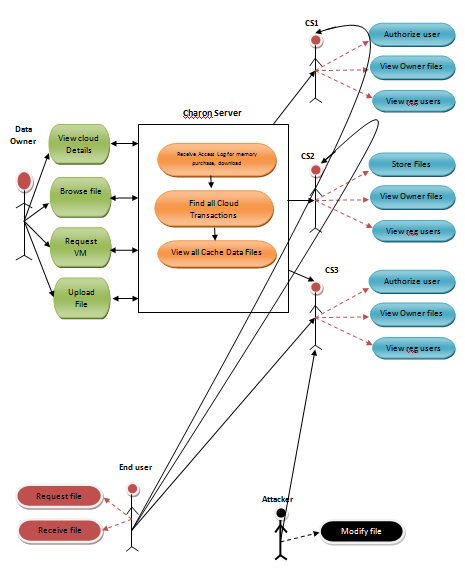 CS1
Authorize user
View Owner files
View reg users
Charon Server
Data
Owner
View cloud
Details
Receive Access Log for memory
purchase, download
CS2
Store Files
Browse file
Find all Cloud
Transactions
View Owner files
View reg users
Request
VM
View all Cache Data Files
CS3
Authorize user
Upload
File
View Owner files
View reg users
End user
Request file
Receive file
Attacker
Modify file